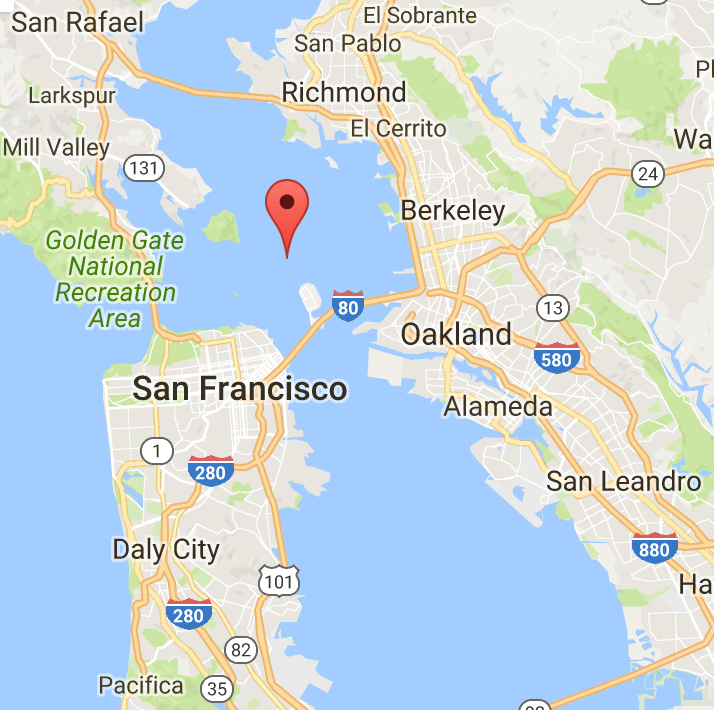 El Sobrante
San Rafael
San Pablo
Richmond
Larkspur
El Cerrito
Mill Valley
131
24
Berkeley
Golden Gate
National
Recreation
Area
80
13
Oakland
580
San Francisco
Alameda
1
280
San Leandro
Daly City
880
101
280
82
Pacifica
35